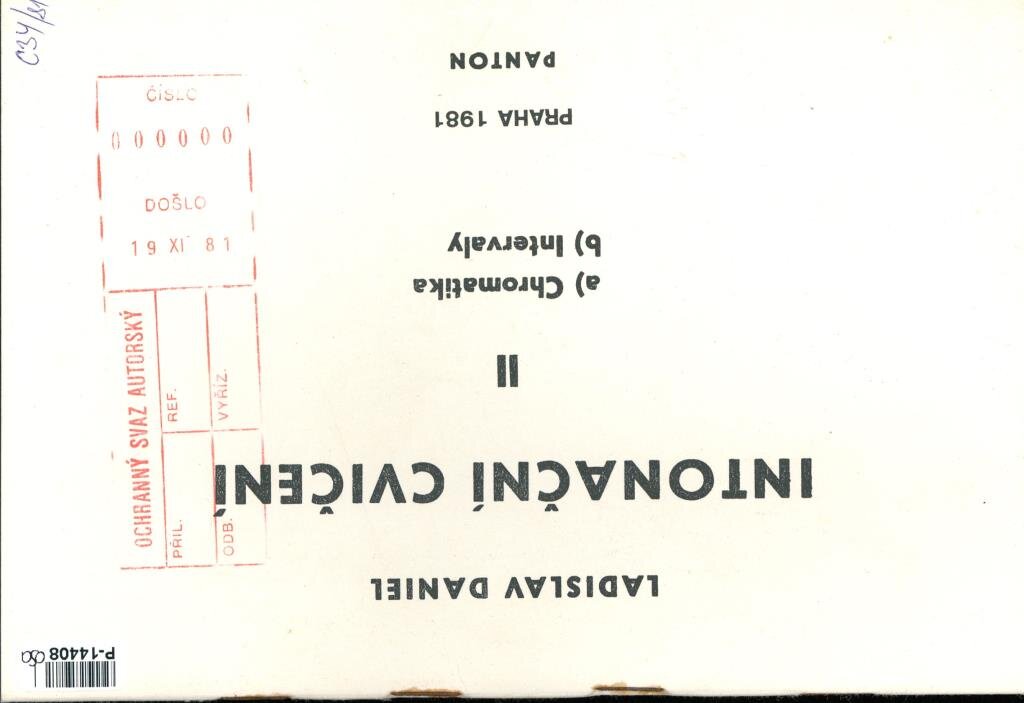 LADISLAV DANIEL
INTONAČNÍ CVIČENÍ
II
a) Chromatika
b) Intervaly
PRAHA 1981
PANTON
ČÍSLO
000000
DOŠLO
19 XI 81
OCHRANNÝ SVAZ AUTORSKÝ
PŘIL.
REF.
ODB.
VYŘÍZ.
P-14408
C34/81